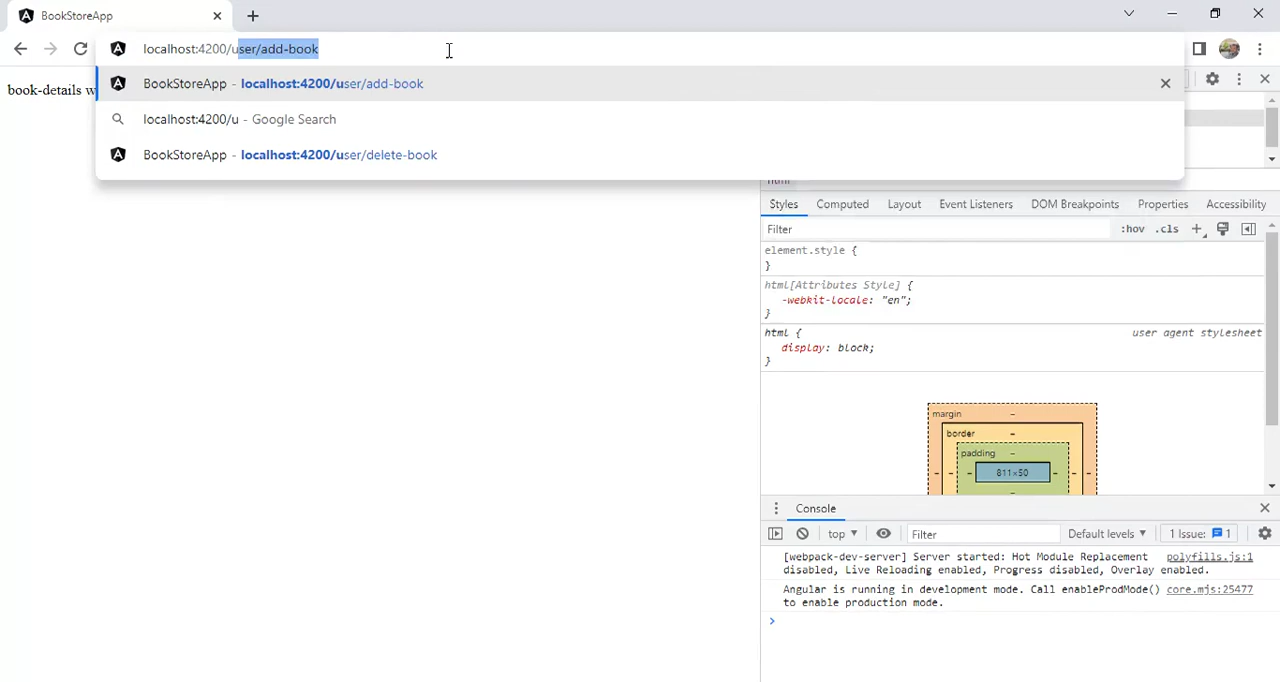 BookStoreApp
localhost:4200/user/add-book
BookStoreApp - localhost:4200/user/add-book
localhost:4200/u - Google Search
BookStoreApp - localhost:4200/user/delete-book
book-details w
html
Styles Computed Layout Event Listeners DOM Breakpoints Properties Accessibility
Filter :hov .cls
element.style {
}
html[Attributes Style] {
-webkit-locale: "en";
}
html { user agent stylesheet
display: block;
}
margin -
border -
padding -
- - - 811×50 - - -
-
Console
top Filter Default levels 1 Issue: 1
[webpack-dev-server] Server started: Hot Module Replacement polyfills.js:1
disabled, Live Reloading enabled, Progress disabled, Overlay enabled.
Angular is running in development mode. Call enableProdMode() core.mjs:25477
to enable production mode.